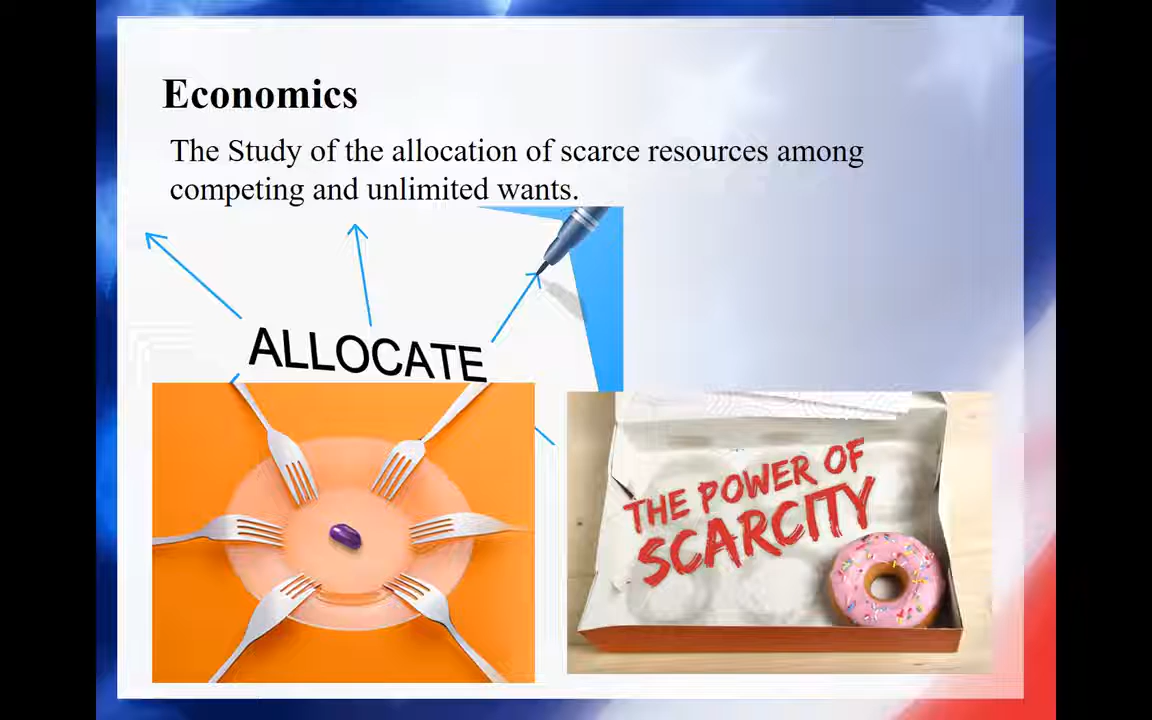 Economics
The Study of the allocation of scarce resources among
competing and unlimited wants.
ALLOCATE
THE POWER OF
SCARCITY